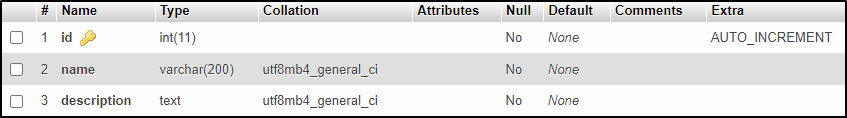 # Name Type Collation Attributes Null Default Comments Extra
1 id int(11) No None AUTO_INCREMENT
2 name varchar(200) utf8mb4_general_ci No None
3 description text utf8mb4_general_ci No None